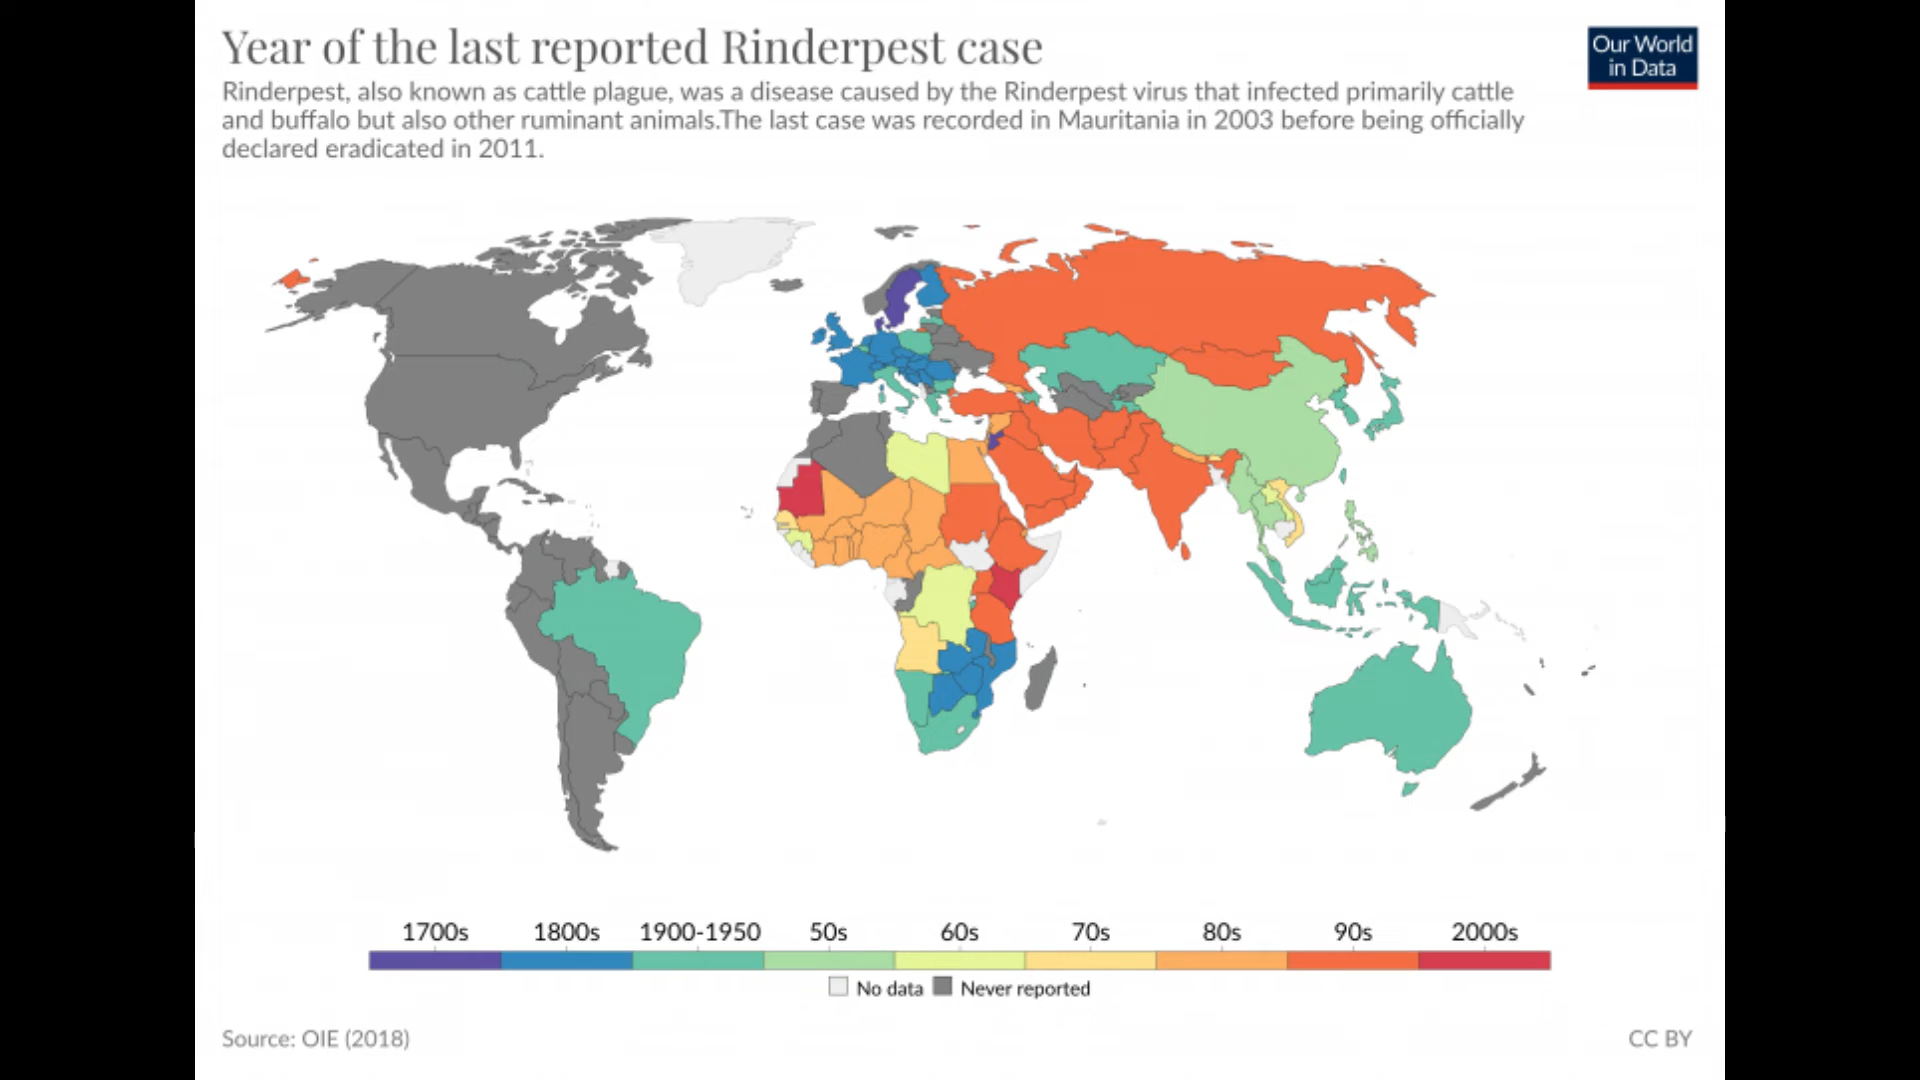 Year of the last reported Rinderpest case
Our World
in Data
Rinderpest, also known as cattle plague, was a disease caused by the Rinderpest virus that infected primarily cattle
and buffalo but also other ruminant animals.The last case was recorded in Mauritania in 2003 before being officially
declared eradicated in 2011.
1700s 1800s 1900-1950 50s 60s 70s 80s 90s 2000s
No data Never reported
Source: OIE (2018) CC BY